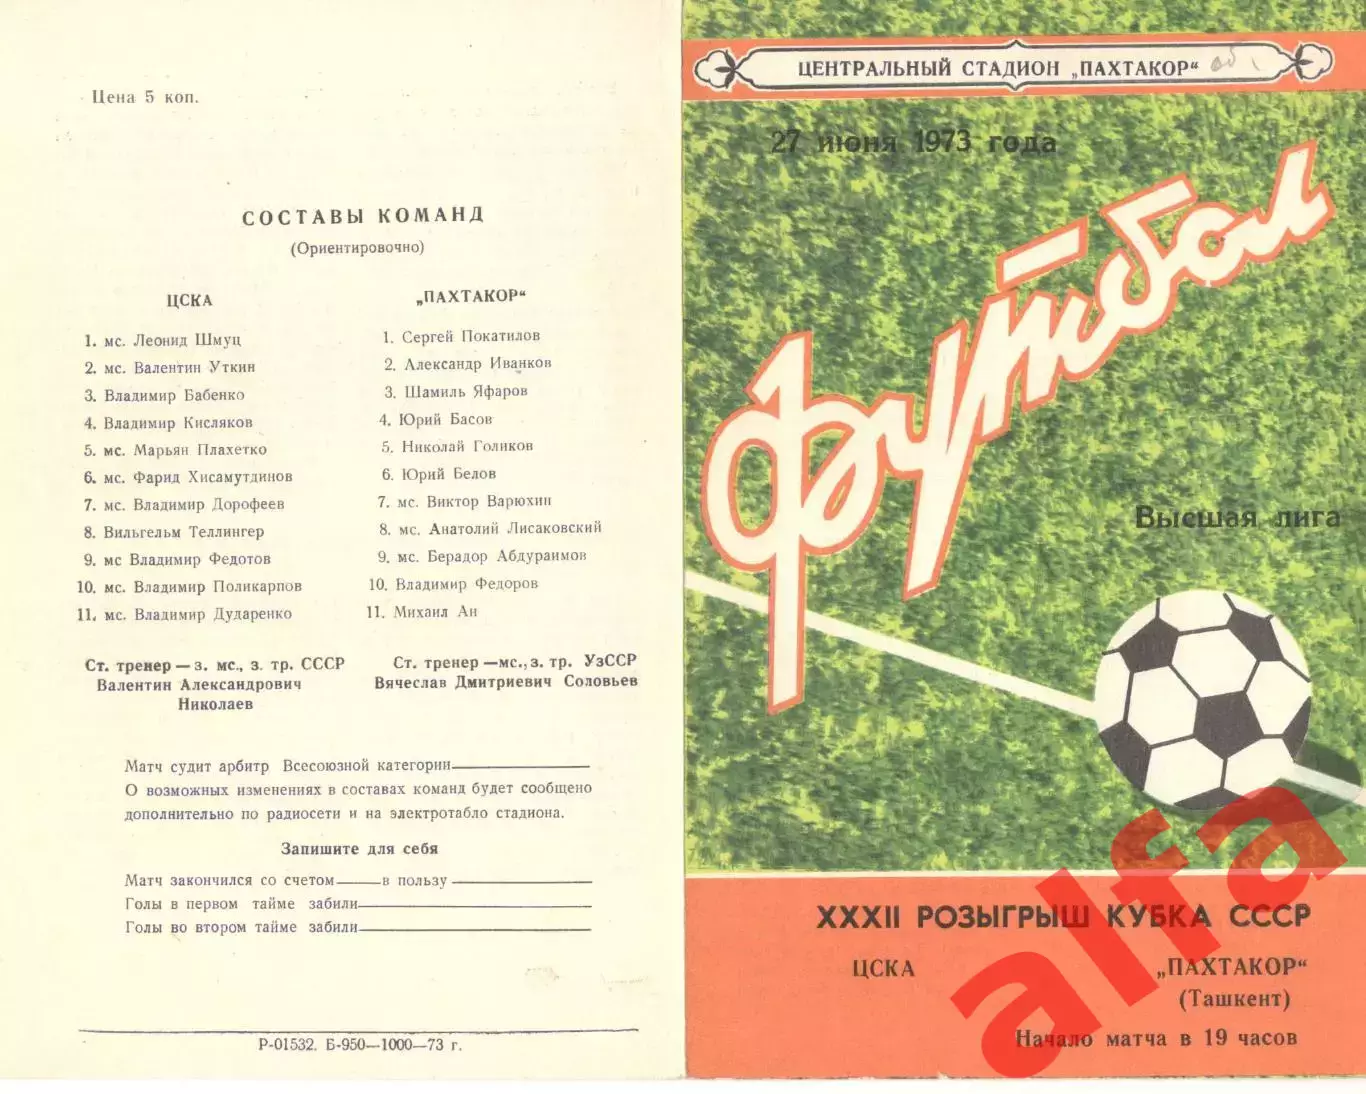 Цена 5 коп.
СОСТАВЫ КОМАНД
(Ориентировочно)
ЦСКА
1. мс. Леонид Шмуц
2. мс. Валентин Уткин
3. Владимир Бабенко
4. Владимир Кисляков
5. мс. Марьян Плахетко
6. мс. Фарид Хисамутдинов
7. мс. Владимир Дорофеев
8. Вильгельм Теллингер
9. мс Владимир Федотов
10. мс. Владимир Поликарпов
11. мс. Владимир Дударенко
Ст. тренер — з. мс., з. тр. СССР
Валентин Александрович
Николаев
„ПАХТАКОР“
1. Сергей Покатилов
2. Александр Иванков
3. Шамиль Яфаров
4. Юрий Басов
5. Николай Голиков
6. Юрий Белов
7. мс. Виктор Варюхин
8. мс. Анатолий Лисаковский
9. мс. Берадор Абдураимов
10. Владимир Федоров
11. Михаил Ан
Ст. тренер —мс., з. тр. УзССР
Вячеслав Дмитриевич Соловьев
Матч судит арбитр Всесоюзной категории
О возможных изменениях в составах команд будет сообщено
дополнительно по радиосети и на электротабло стадиона.
Запишите для себя
Матч закончился со счетом в пользу
Голы в первом тайме забили
Голы во втором тайме забили
Р-01532. Б-950—1000—73 г.
ЦЕНТРАЛЬНЫЙ СТАДИОН „ПАХТАКОР“
27 июня 1973 года
Футбол
Высшая лига
XXXII РОЗЫГРЫШ КУБКА СССР
ЦСКА „ПАХТАКОР“
(Ташкент)
Начало матча в 19 часов
alfa